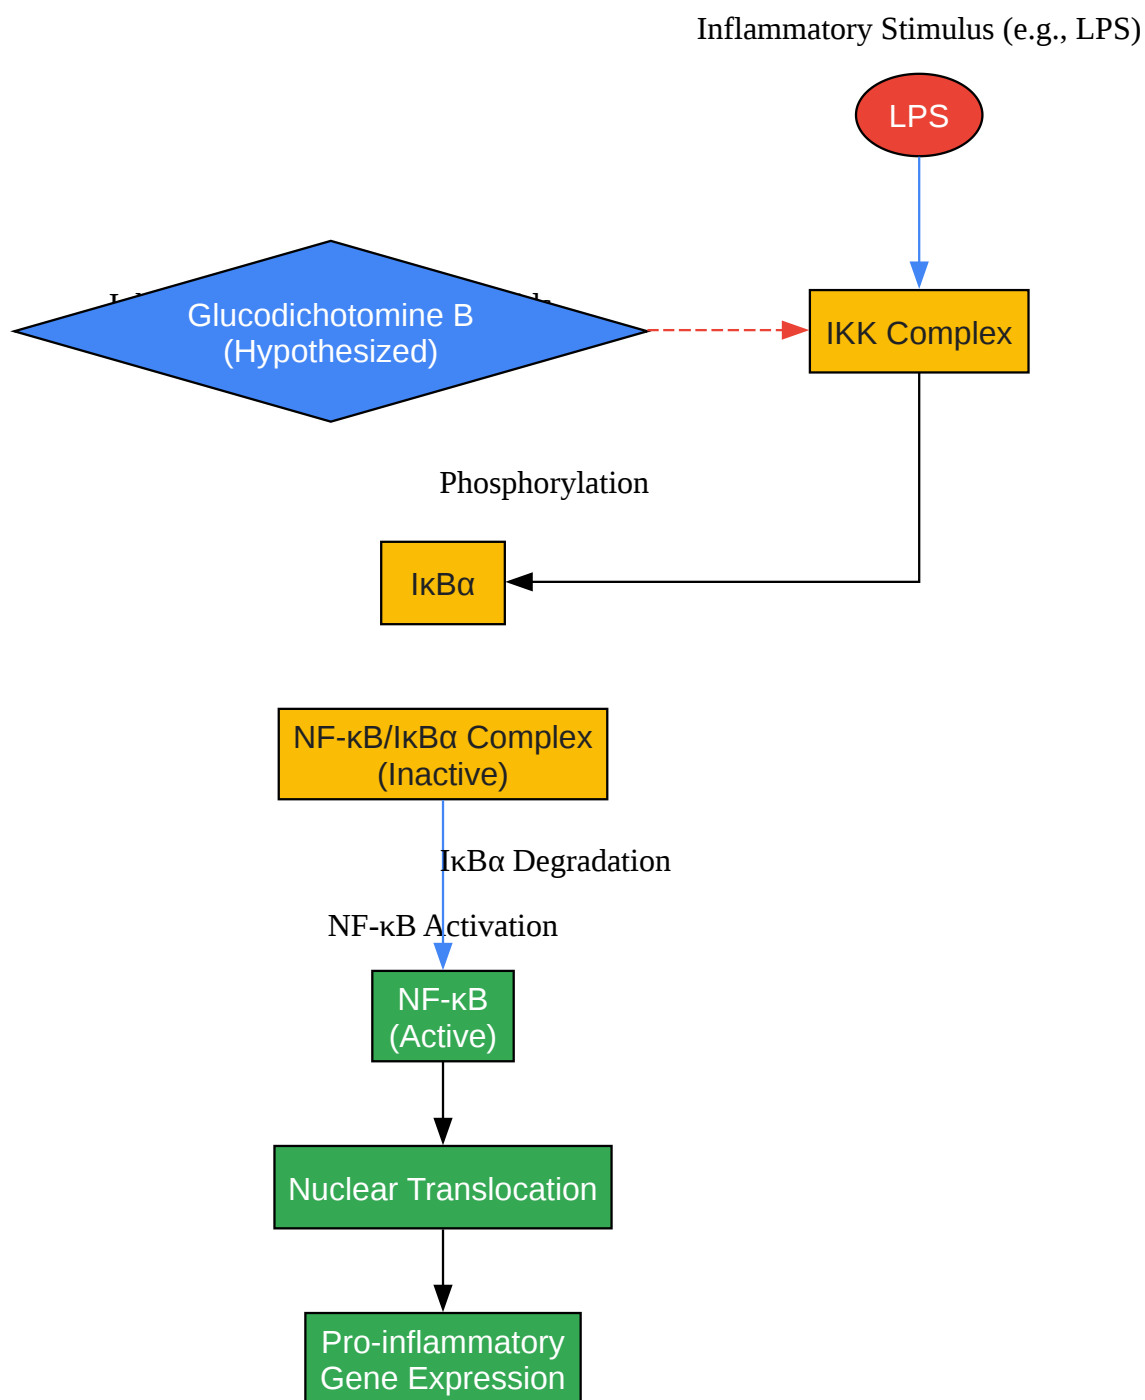 Inflammatory Stimulus (e.g., LPS)
LPS
Glucodichotomine B
(Hypothesized)
IKK Complex
Phosphorylation
IκBα
NF-κB/IκBα Complex
(Inactive)
IκBα Degradation
NF-κB Activation
NF-κB
(Active)
Nuclear Translocation
Pro-inflammatory
Gene Expression